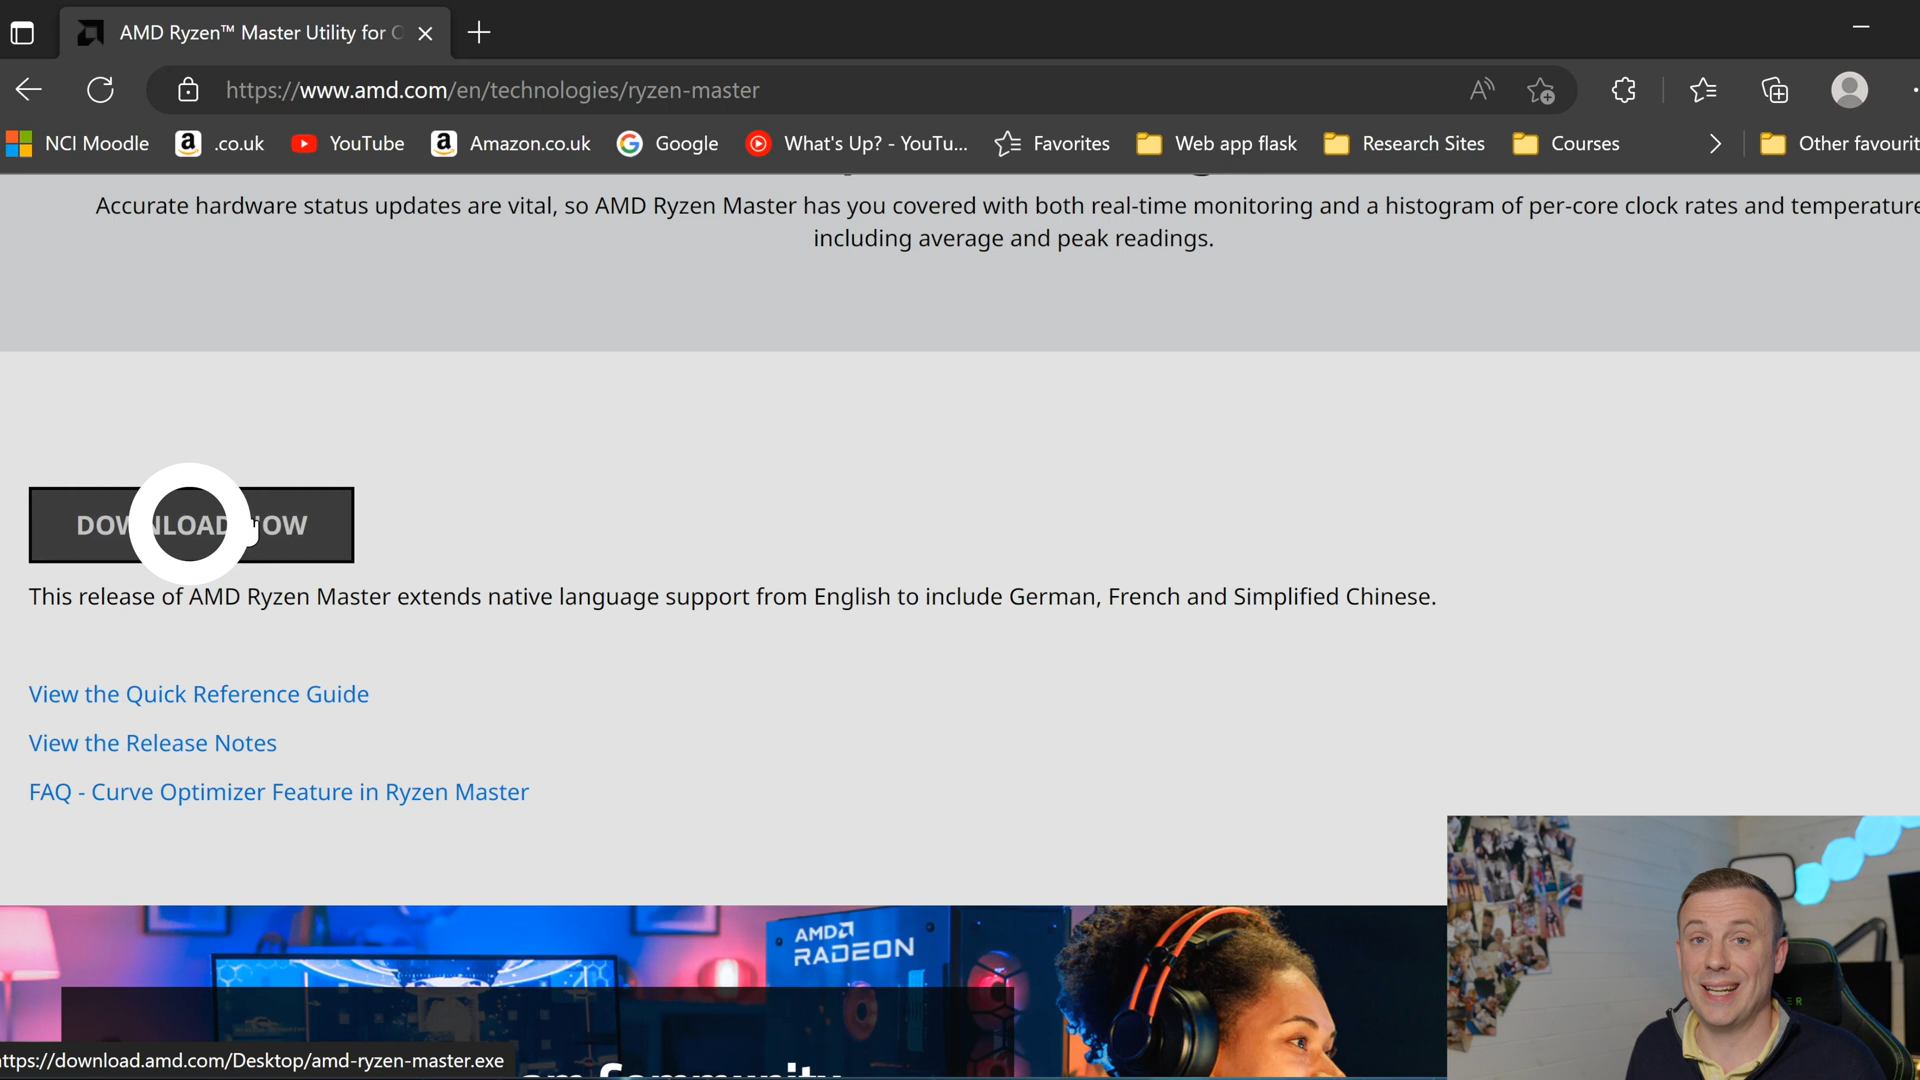 AMD Ryzen™ Master Utility for O
https://www.amd.com/en/technologies/ryzen-master
NCI Moodle
.co.uk
YouTube
Amazon.co.uk
Google
What's Up? - YouTu...
Favorites
Web app flask
Research Sites
Courses
Other favourit
Accurate hardware status updates are vital, so AMD Ryzen Master has you covered with both real-time monitoring and a histogram of per-core clock rates and temperature
including average and peak readings.
DOWNLOAD NOW
This release of AMD Ryzen Master extends native language support from English to include German, French and Simplified Chinese.
View the Quick Reference Guide
View the Release Notes
FAQ - Curve Optimizer Feature in Ryzen Master
AMD
RADEON
ttps://download.amd.com/Desktop/amd-ryzen-master.exe
Community